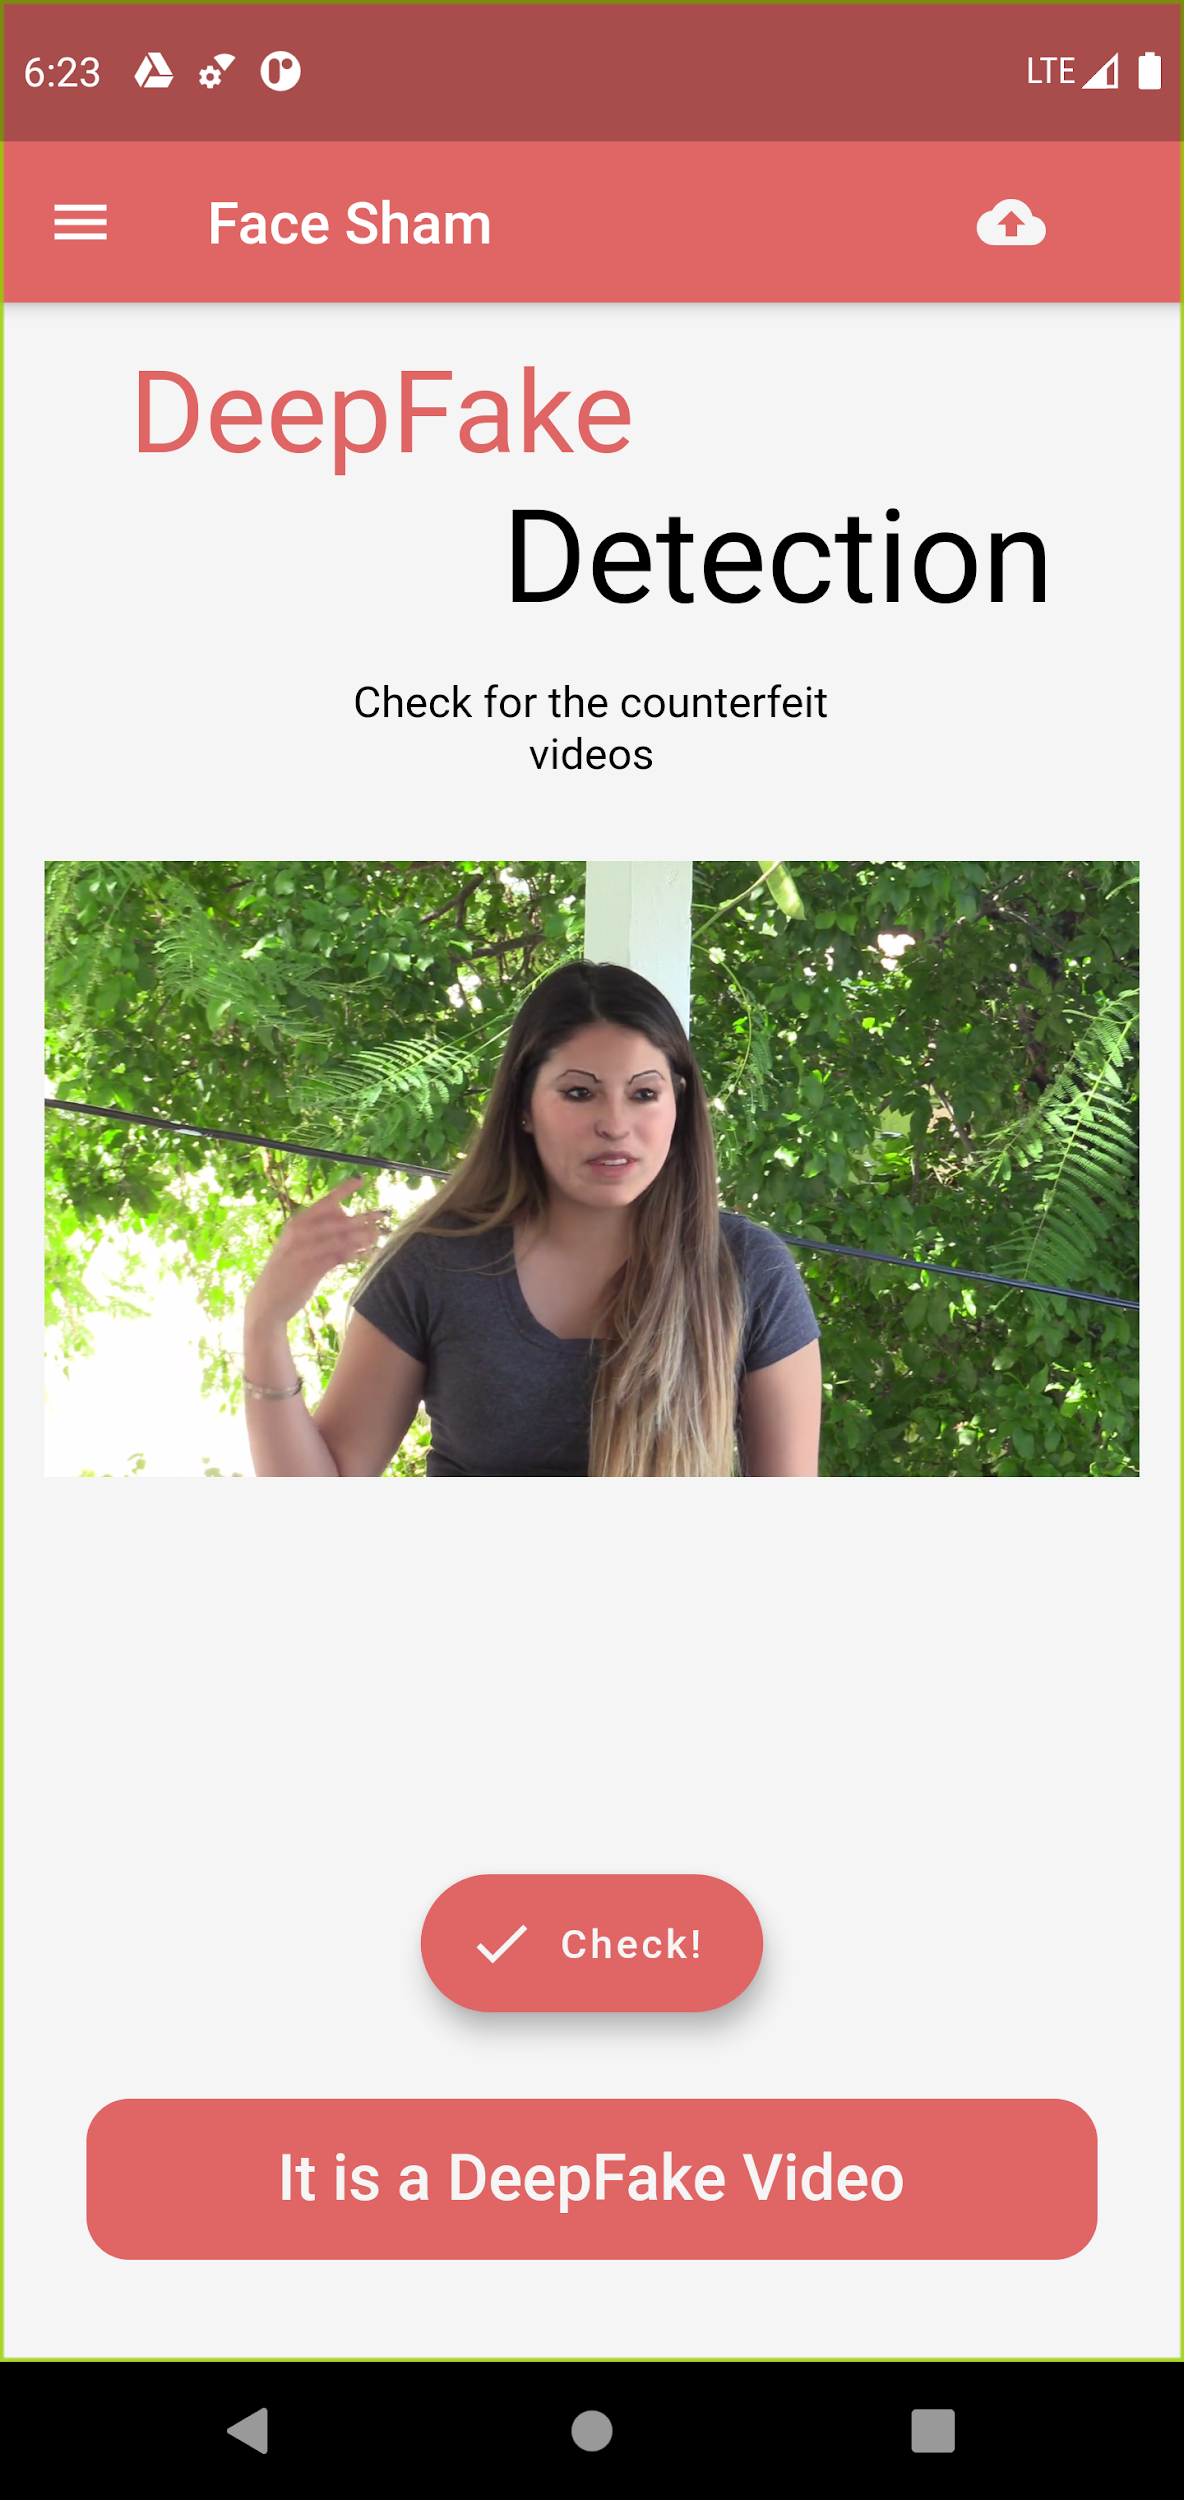 6:23
LTE
Face Sham
DeepFake
Detection
Check for the counterfeit
videos
Check!
It is a DeepFake Video